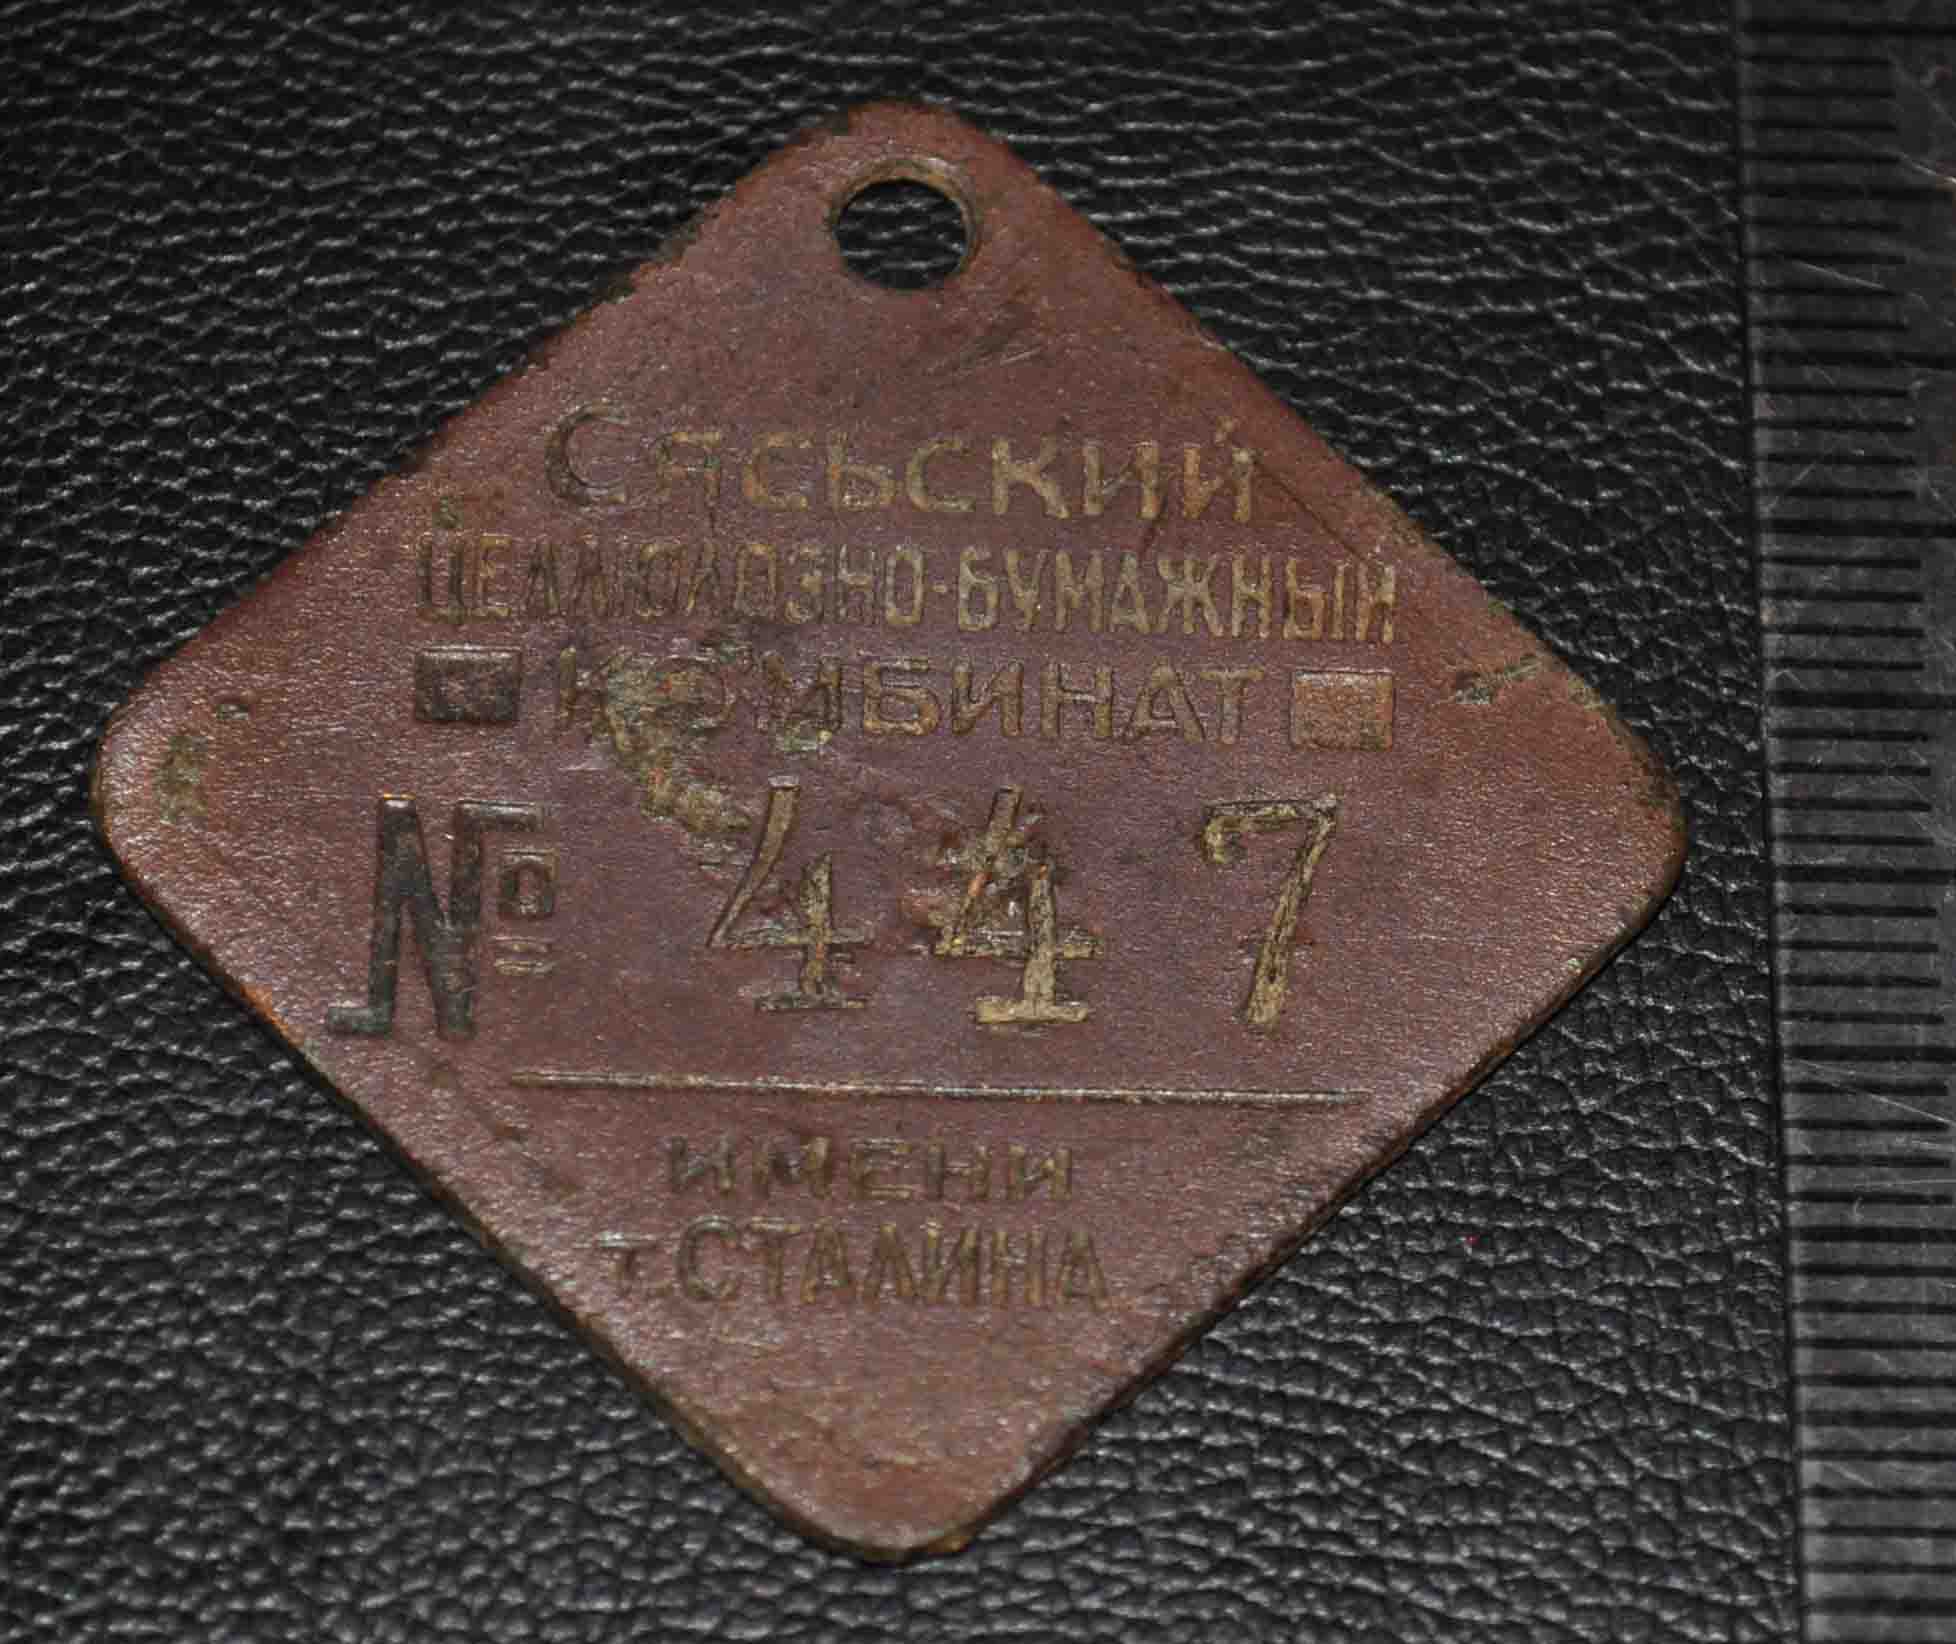 Сясьский
ЦЕЛЛЮЛОЗНО-БУМАЖНЫЙ
КОМБИНАТ
№ 447
ИМЕНИ
т. СТАЛИНА